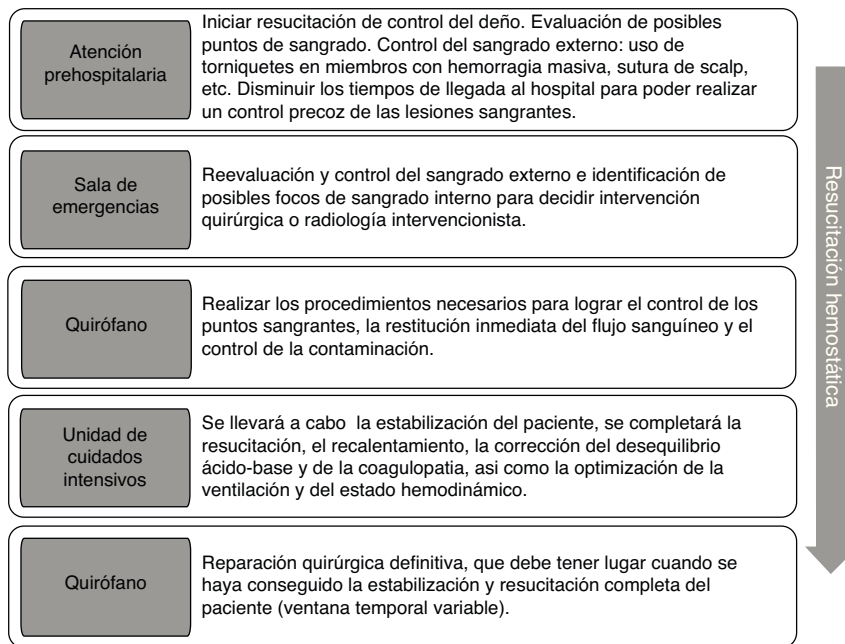 Atención
prehospitalaria
Iniciar resucitación de control del deño. Evaluación de posibles
puntos de sangrado. Control del sangrado externo: uso de
torniquetes en miembros con hemorragia masiva, sutura de scalp,
etc. Disminuir los tiempos de llegada al hospital para poder realizar
un control precoz de las lesiones sangrantes.
Sala de
emergencias
Reevaluación y control del sangrado externo e identificación de
posibles focos de sangrado interno para decidir intervención
quirúrgica o radiología intervencionista.
Quirófano
Realizar los procedimientos necesarios para lograr el control de los
puntos sangrantes, la restitución inmediata del flujo sanguíneo y el
control de la contaminación.
Unidad de
cuidados
intensivos
Se llevará a cabo la estabilización del paciente, se completará la
resucitación, el recalentamiento, la corrección del desequilibrio
ácido-base y de la coagulopatia, asi como la optimización de la
ventilación y del estado hemodinámico.
Quirófano
Reparación quirúrgica definitiva, que debe tener lugar cuando se
haya conseguido la estabilización y resucitación completa del
paciente (ventana temporal variable).
Resucitación hemostática